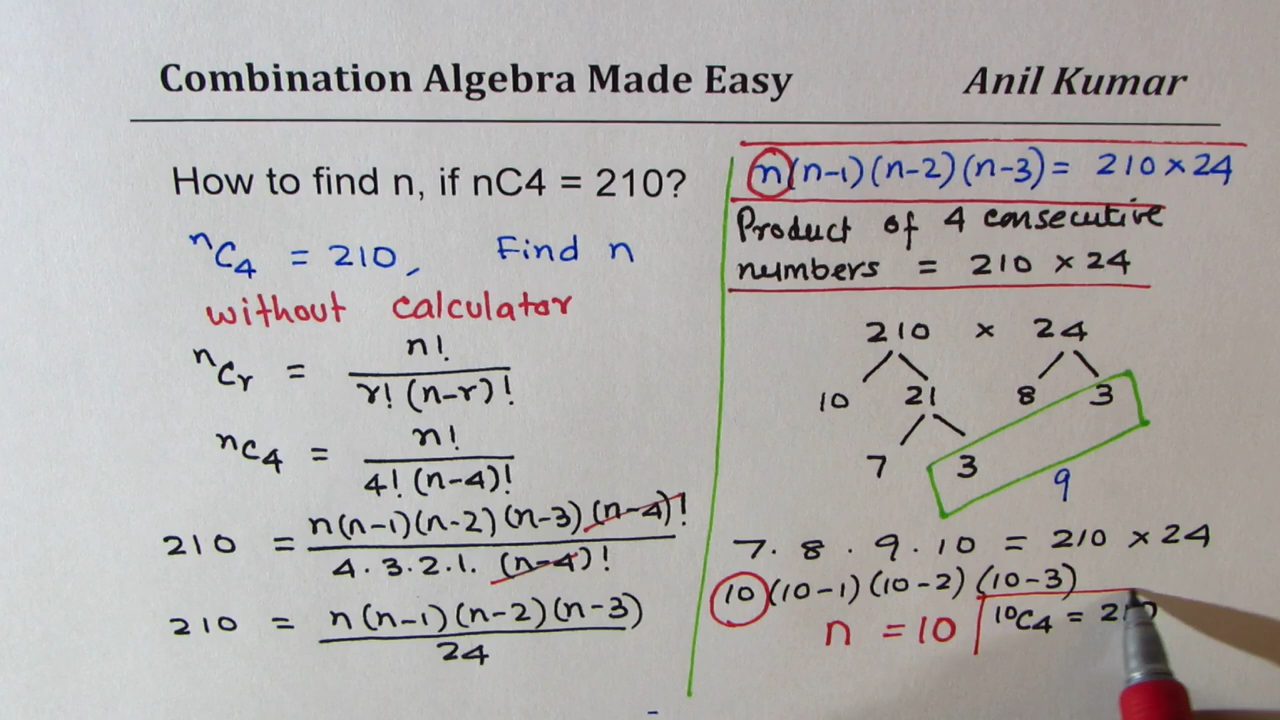 Combination Algebra Made Easy Anil Kumar
How to find n, if nC4 = 210?
ⁿC₄ = 210, Find n
without calculator
ⁿCᵣ = n! / r! (n-r)!
ⁿC₄ = n! / 4! (n-4)!
210 = n(n-1)(n-2)(n-3)(n-4)! / 4.3.2.1.(n-4)!
210 = n(n-1)(n-2)(n-3) / 24
n(n-1)(n-2)(n-3) = 210 × 24
Product of 4 consecutive
numbers = 210 × 24
210 × 24
10 21 8 3
7 3 9
7. 8. 9. 10 = 210 × 24
10(10-1)(10-2)(10-3)
n = 10 ¹⁰C₄ = 210